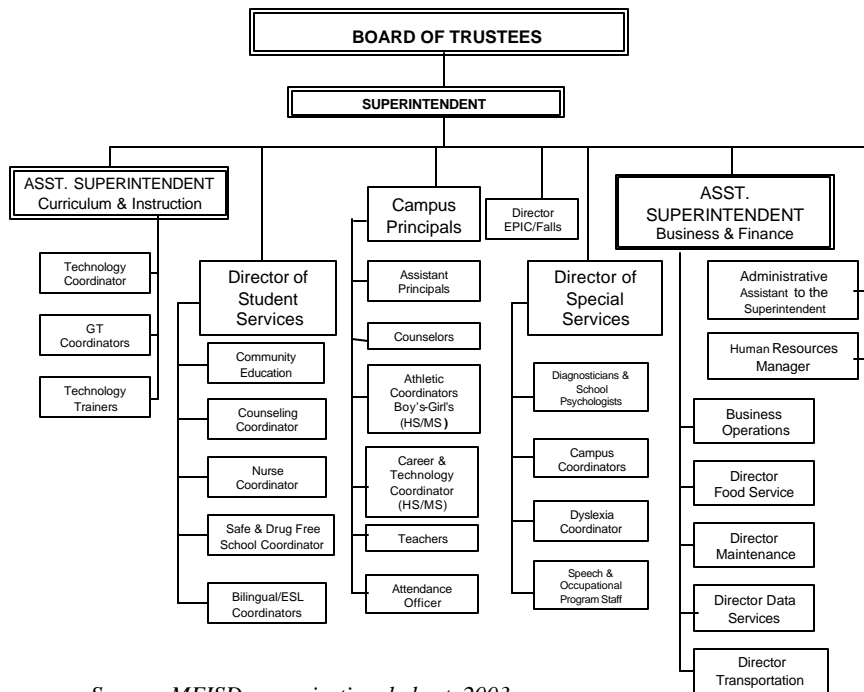 BOARD OF TRUSTEES
SUPERINTENDENT
ASST. SUPERINTENDENT
Curriculum & Instruction
Technology
Coordinator
GT
Coordinators
Technology
Trainers
Director of
Student
Services
Community
Education
Counseling
Coordinator
Nurse
Coordinator
Safe & Drug Free
School Coordinator
Bilingual/ESL
Coordinators
Campus
Principals
Assistant
Principals
Counselors
Athletic
Coordinators
Boy's-Girl's
(HS/MS)
Career &
Technology
Coordinator
(HS/MS)
Teachers
Attendance
Officer
Director
EPIC/Falls
Director of
Special
Services
Diagnosticians &
School
Psychologists
Campus
Coordinators
Dyslexia
Coordinator
Speech &
Occupational
Program Staff
ASST.
SUPERINTENDENT
Business & Finance
Administrative
Assistant to the
Superintendent
Human Resources
Manager
Business
Operations
Director
Food Service
Director
Maintenance
Director Data
Services
Director
Transportation